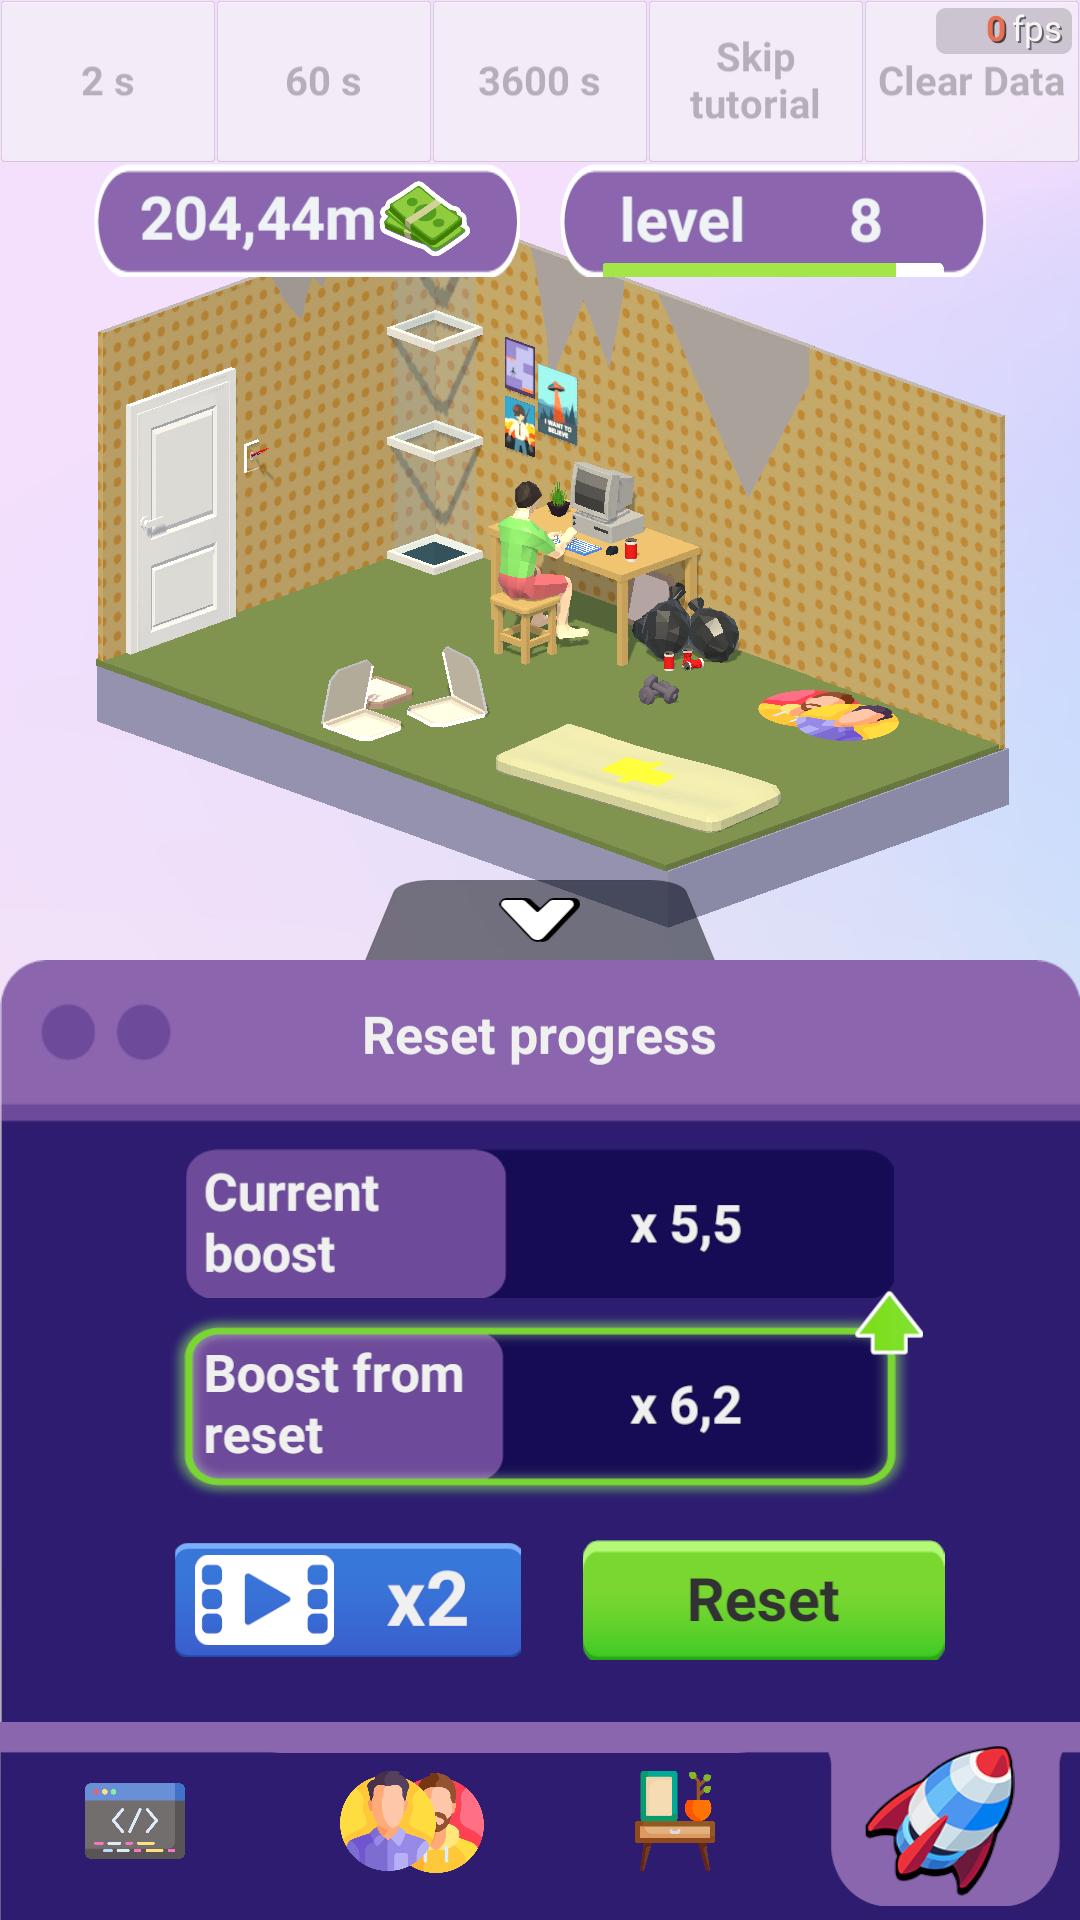 0 fps
2 s
60 s
3600 s
Skip
tutorial
Clear Data
204,44m
level 8
I WANT TO
BELIEVE
Reset progress
Current
boost
x 5,5
Boost from
reset
x 6,2
x2
Reset